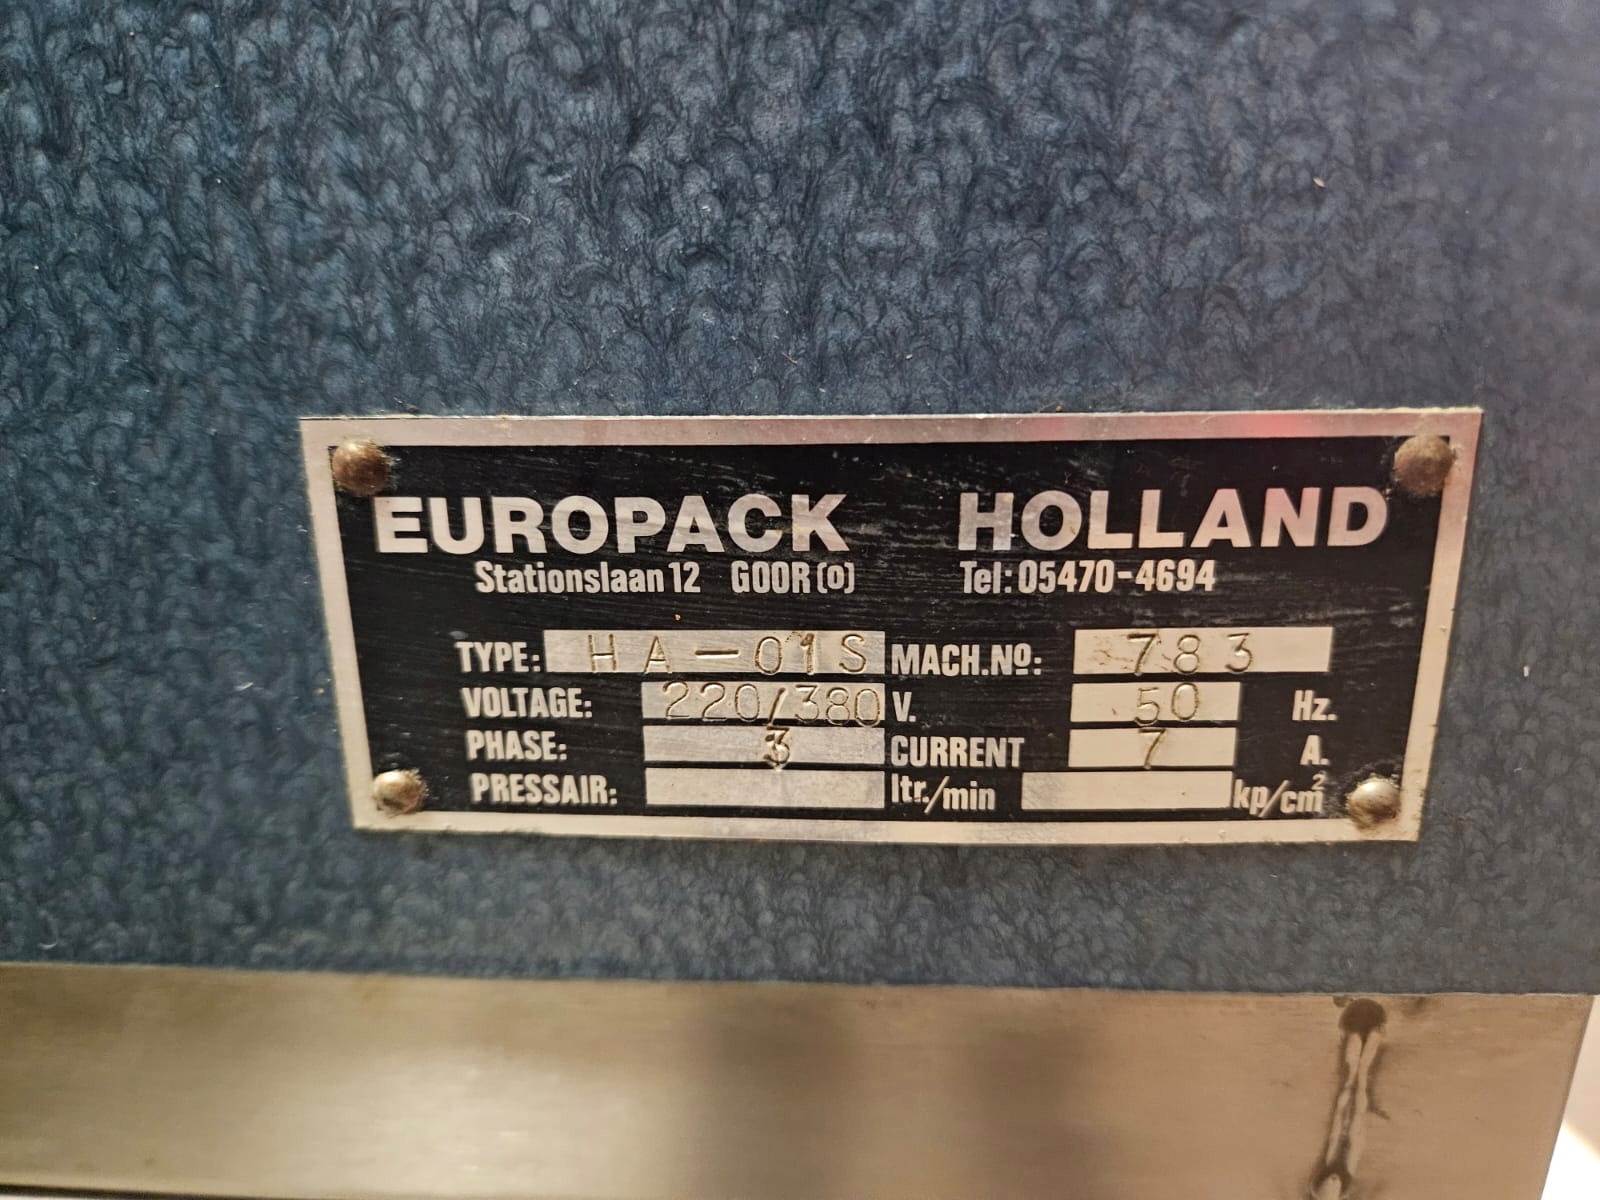 EUROPACK HOLLAND
Stationslaan 12 GOOR (O) Tel: 05470-4694
TYPE: HA-01S MACH.Nº: 783
VOLTAGE: 220/380 V. 50 Hz.
PHASE: 3 CURRENT 7 A.
PRESSAIR: ltr./min kp/cm²